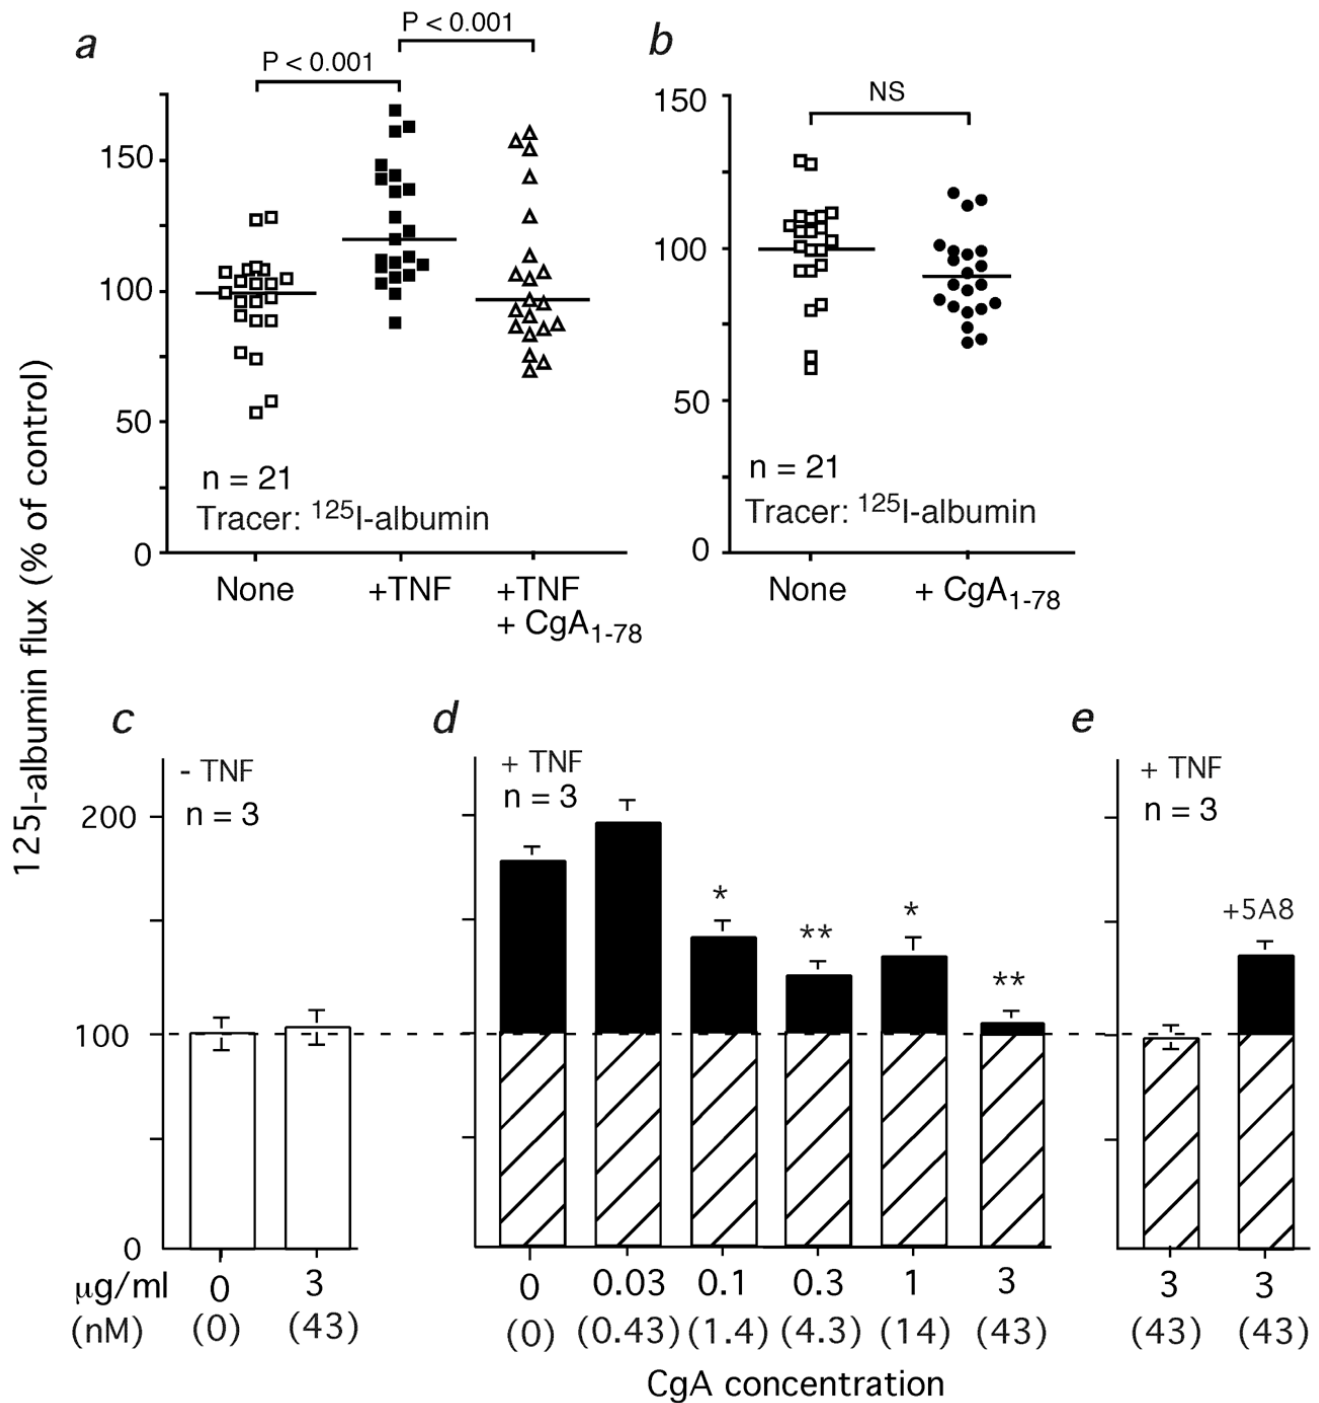 a
P < 0.001
P < 0.001
150
100
50
0
n = 21
Tracer: ¹²⁵I-albumin
None
+TNF
+TNF
+ CgA₁₋₇₈
b
NS
150
100
50
0
n = 21
Tracer: ¹²⁵I-albumin
None
+ CgA₁₋₇₈
125I-albumin flux (% of control)
c
- TNF
n = 3
200
100
0
d
+ TNF
n = 3
*
**
*
**
e
+ TNF
n = 3
+5A8
μg/ml 0 3 0 0.03 0.1 0.3 1 3 3 3
(nM) (0) (43) (0) (0.43) (1.4) (4.3) (14) (43) (43) (43)
CgA concentration